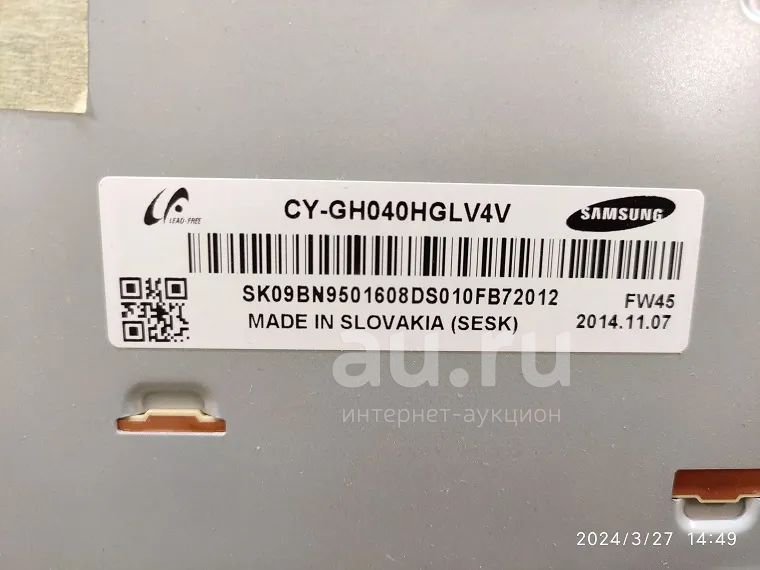 LEAD-FREE
CY-GH040HGLV4V
SAMSUNG
SK09BN9501608DS010FB72012
FW45
MADE IN SLOVAKIA (SESK)
2014.11.07
au.ru
интернет-аукцион
2024/3/27 14:49